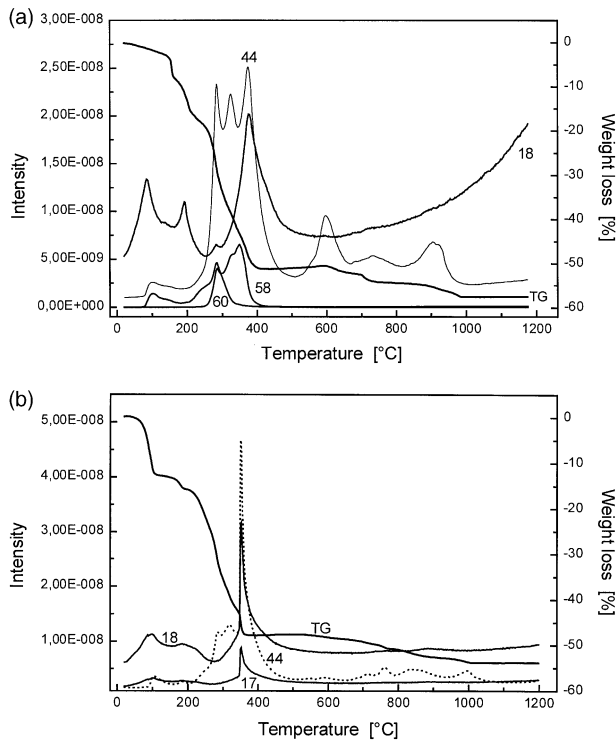 (a)
3,00E-008
2,50E-008
2,00E-008
1,50E-008
1,00E-008
5,00E-009
0,00E+000
Intensity
44
18
60
58
TG
0
-10
-20
-30
-40
-50
-60
Weight loss [%]
0 200 400 600 800 1000 1200
Temperature [°C]
(b)
5,00E-008
4,00E-008
3,00E-008
2,00E-008
1,00E-008
Intensity
18
TG
44
17
0
-10
-20
-30
-40
-50
-60
Weight loss [%]
0 200 400 600 800 1000 1200
Temperature [°C]